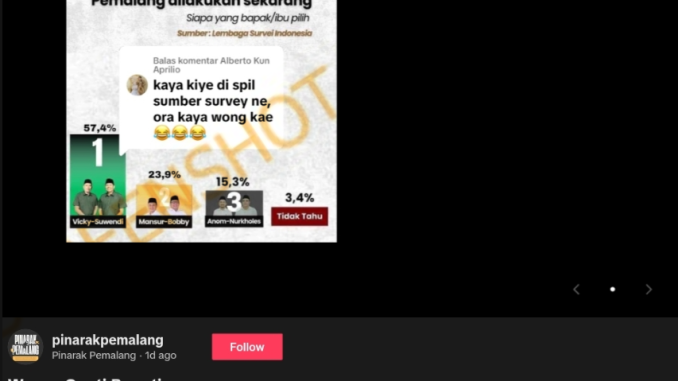 Pemalang dilakukan sekarang
Siapa yang bapak/ibu pilih
Sumber: Lembaga Survei Indonesia
Balas komentar Alberto Kun
Aprilio
kaya kiye di spil
sumber survey ne,
ora kaya wong kae
😂😂😂
57,4%
1
Vicky-Suwendi
23,9%
2
Mansur-Bobby
15,3%
3
Anom-Nurkholes
3,4%
Tidak Tahu
ENSHOT
PINARAK
PEMALANG
pinarakpemalang
Pinarak Pemalang · 1d ago
Follow